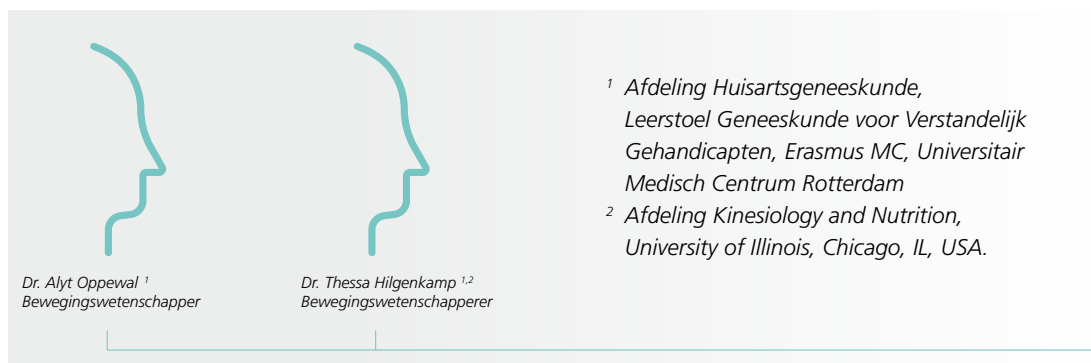 Dr. Alyt Oppewal ¹
Bewegingswetenschapper
Dr. Thessa Hilgenkamp ¹,²
Bewegingswetenschapperer
¹ Afdeling Huisartsgeneeskunde,
Leerstoel Geneeskunde voor Verstandelijk
Gehandicapten, Erasmus MC, Universitair
Medisch Centrum Rotterdam
² Afdeling Kinesiology and Nutrition,
University of Illinois, Chicago, IL, USA.